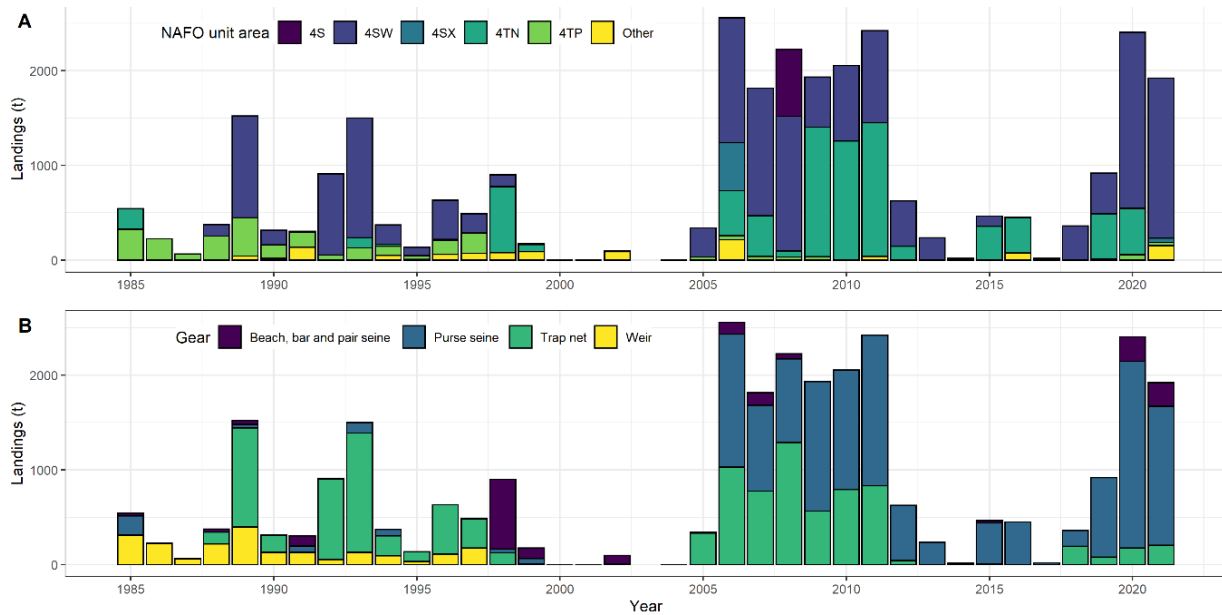 A
NAFO unit area 4S 4SW 4SX 4TN 4TP Other
Landings (t)
2000
1000
0
1985 1990 1995 2000 2005 2010 2015 2020
B
Gear Beach, bar and pair seine Purse seine Trap net Weir
Landings (t)
2000
1000
0
1985 1990 1995 2000 2005 2010 2015 2020
Year